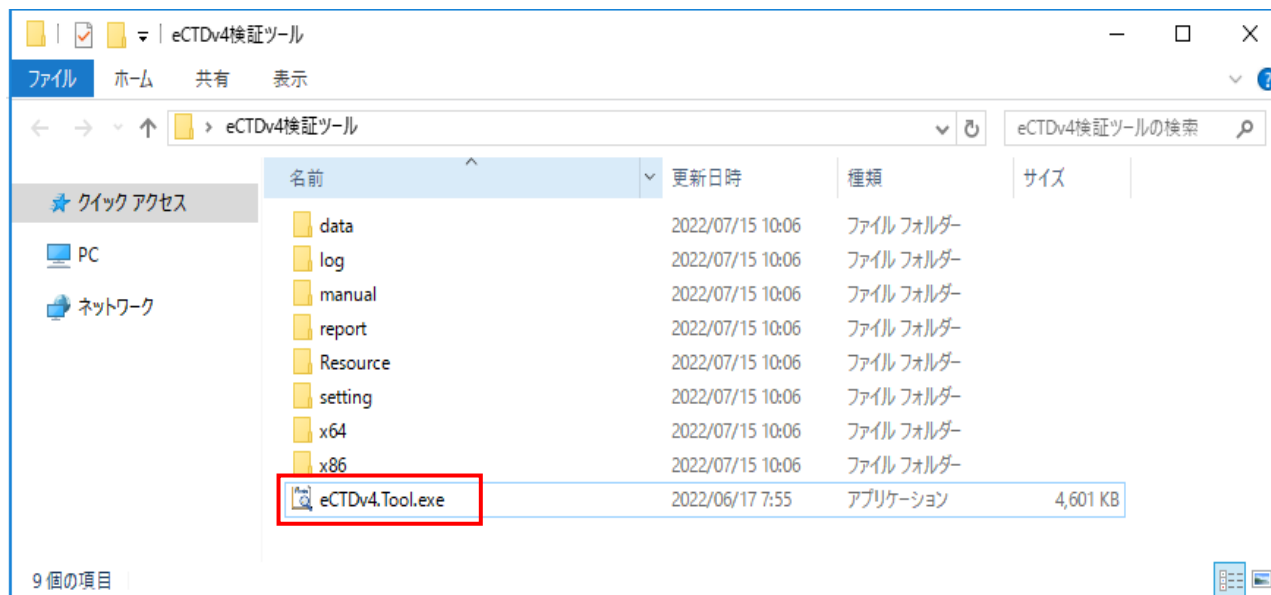 eCTDv4検証ツール
ファイル ホーム 共有 表示
eCTDv4検証ツール eCTDv4検証ツールの検索
名前 更新日時 種類 サイズ
クイック アクセス
PC
ネットワーク
data 2022/07/15 10:06 ファイル フォルダー
log 2022/07/15 10:06 ファイル フォルダー
manual 2022/07/15 10:06 ファイル フォルダー
report 2022/07/15 10:06 ファイル フォルダー
Resource 2022/07/15 10:06 ファイル フォルダー
setting 2022/07/15 10:06 ファイル フォルダー
x64 2022/07/15 10:06 ファイル フォルダー
x86 2022/07/15 10:06 ファイル フォルダー
eCTDv4.Tool.exe 2022/06/17 7:55 アプリケーション 4,601 KB
9 個の項目